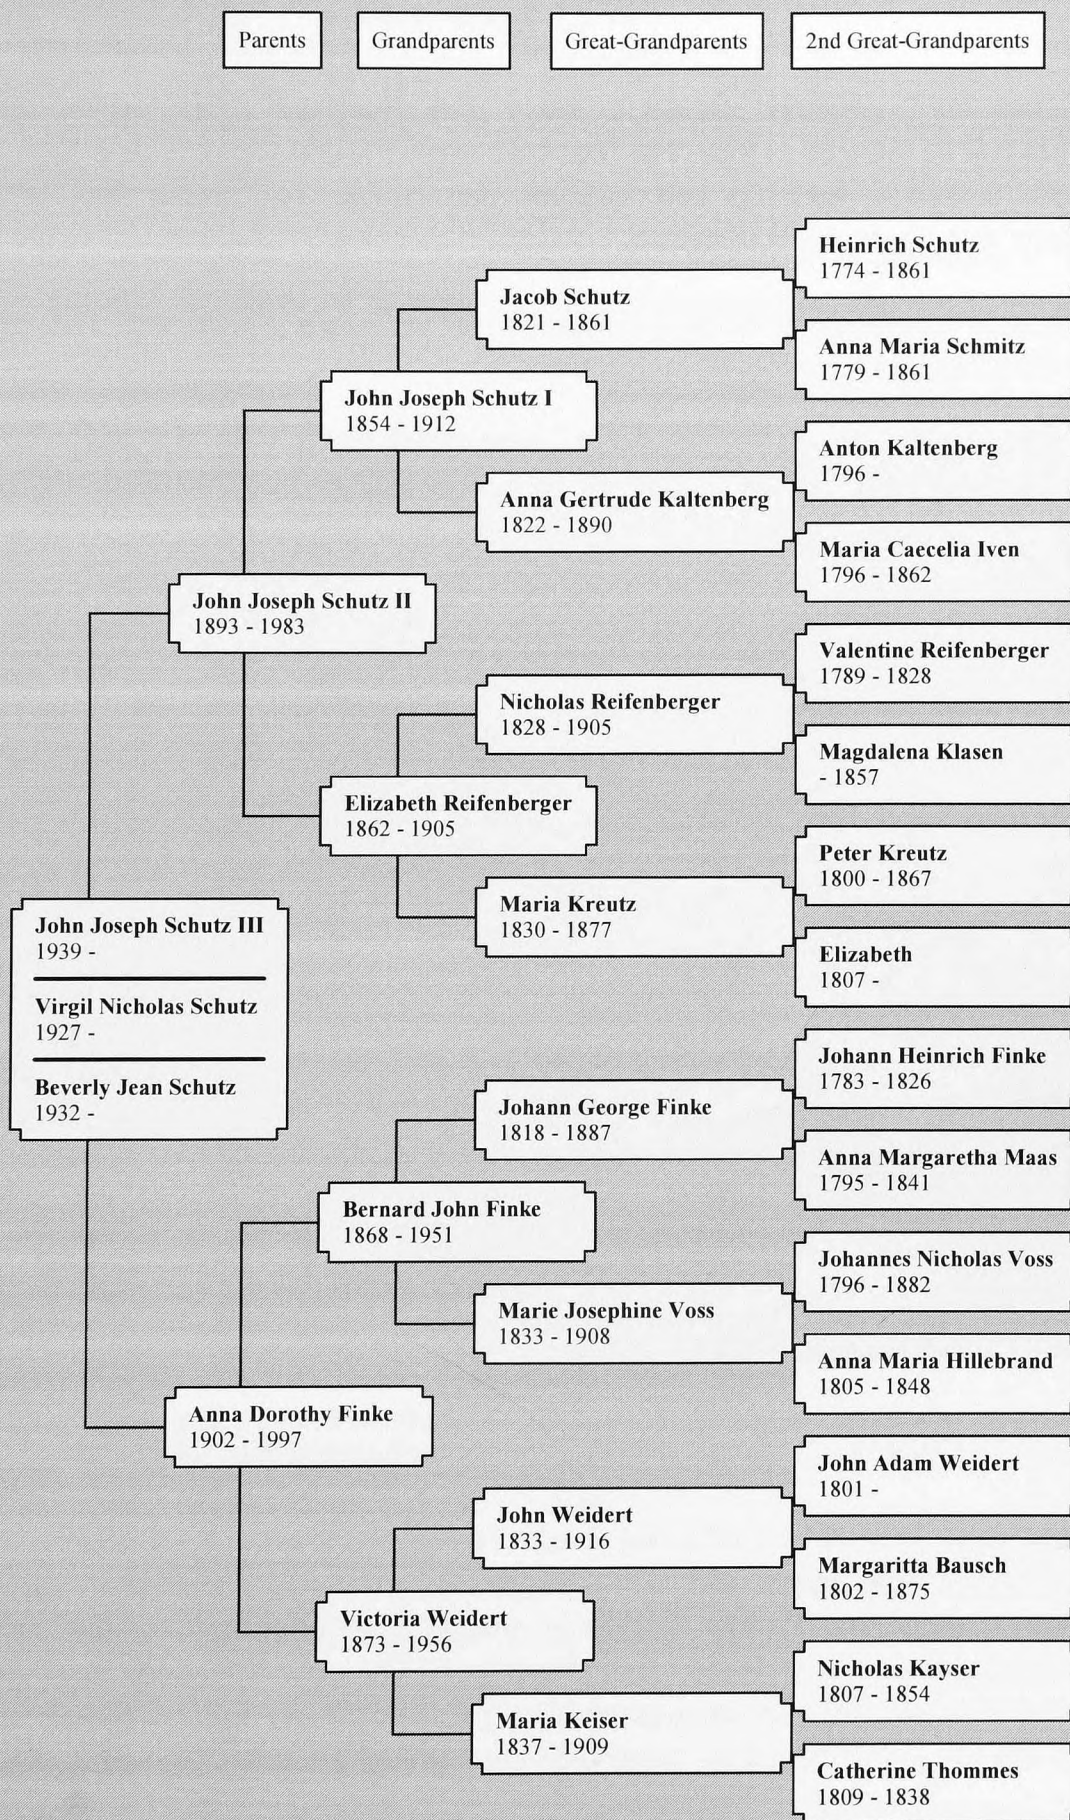 Parents
Grandparents
Great-Grandparents
2nd Great-Grandparents
Heinrich Schutz
1774 - 1861
Jacob Schutz
1821 - 1861
Anna Maria Schmitz
1779 - 1861
John Joseph Schutz I
1854 - 1912
Anton Kaltenberg
1796 -
Anna Gertrude Kaltenberg
1822 - 1890
Maria Caecelia Iven
1796 - 1862
John Joseph Schutz II
1893 - 1983
Valentine Reifenberger
1789 - 1828
Nicholas Reifenberger
1828 - 1905
Magdalena Klasen
- 1857
Elizabeth Reifenberger
1862 - 1905
Peter Kreutz
1800 - 1867
Maria Kreutz
1830 - 1877
Elizabeth
1807 -
John Joseph Schutz III
1939 -
Virgil Nicholas Schutz
1927 -
Beverly Jean Schutz
1932 -
Johann Heinrich Finke
1783 - 1826
Johann George Finke
1818 - 1887
Anna Margaretha Maas
1795 - 1841
Bernard John Finke
1868 - 1951
Johannes Nicholas Voss
1796 - 1882
Marie Josephine Voss
1833 - 1908
Anna Maria Hillebrand
1805 - 1848
Anna Dorothy Finke
1902 - 1997
John Adam Weidert
1801 -
John Weidert
1833 - 1916
Margaritta Bausch
1802 - 1875
Victoria Weidert
1873 - 1956
Nicholas Kayser
1807 - 1854
Maria Keiser
1837 - 1909
Catherine Thommes
1809 - 1838